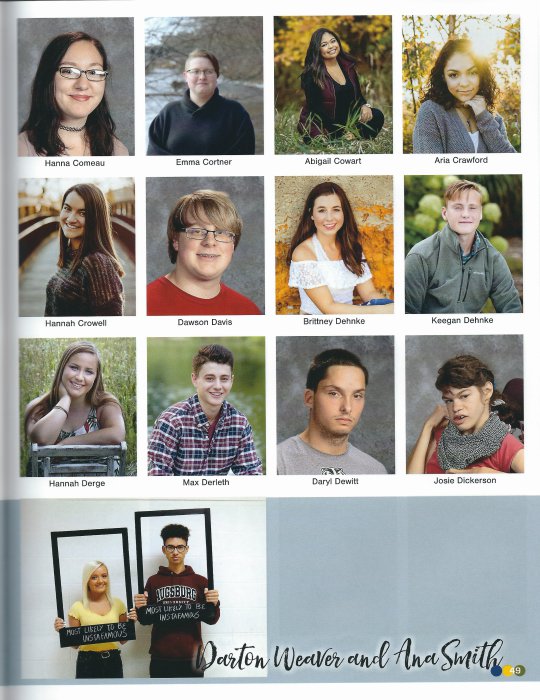 Hanna Comeau
Emma Cortner
Abigail Cowart
Aria Crawford
Hannah Crowell
Dawson Davis
Brittney Dehnke
Keegan Dehnke
Hannah Derge
Max Derleth
Daryl Dewitt
Josie Dickerson
AUGSBURG
UNIVERSITY
MOST LIKELY TO BE
INSTAFAMOUS
MOST LIKELY TO BE
INSTAFAMOUS
Darton Weaver and Ana Smith
49